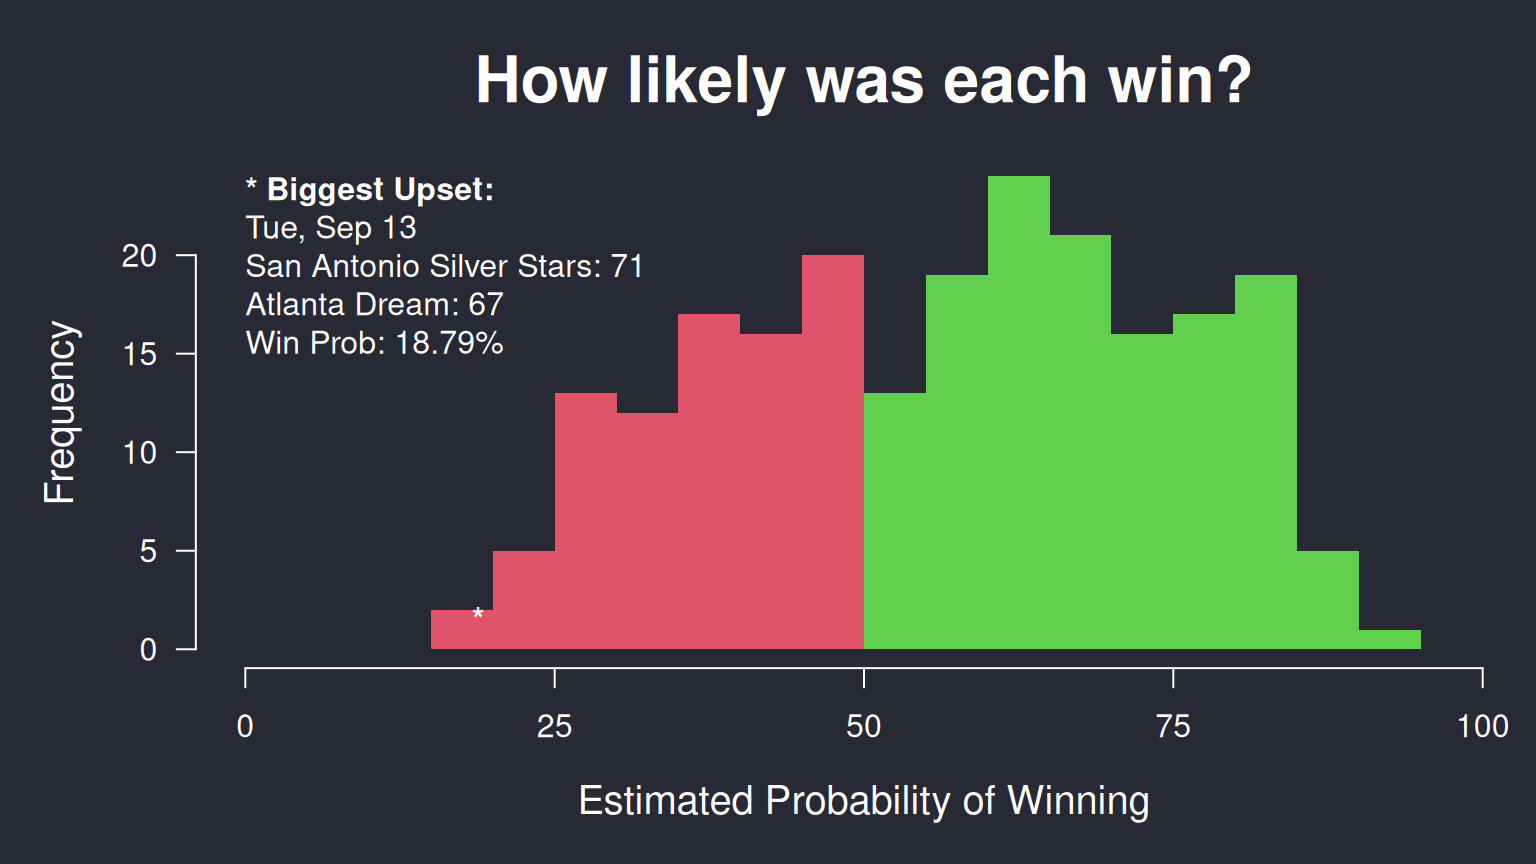 How likely was each win?
* Biggest Upset:
Tue, Sep 13
San Antonio Silver Stars: 71
Atlanta Dream: 67
Win Prob: 18.79%
Frequency
20
15
10
5
0
*
0 25 50 75 100
Estimated Probability of Winning